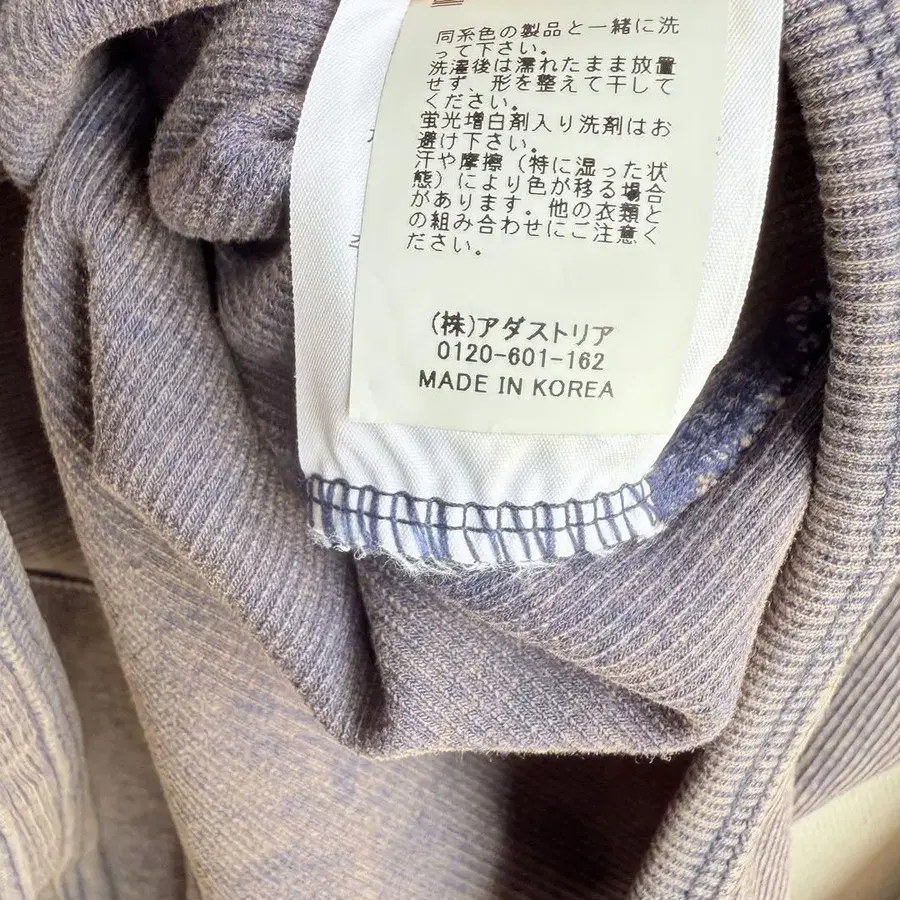 同系色の製品と一緒に洗
って下さい。
洗濯後は濡れたまま放置
せず、形を整えて干して
ください。
蛍光増白剤入り洗剤はお
避け下さい。
汗や摩擦（特に湿った状
態）により色が移る場合
があります。他の衣類と
の組み合わせにご注意く
ださい。
(株)アダストリア
0120-601-162
MADE IN KOREA